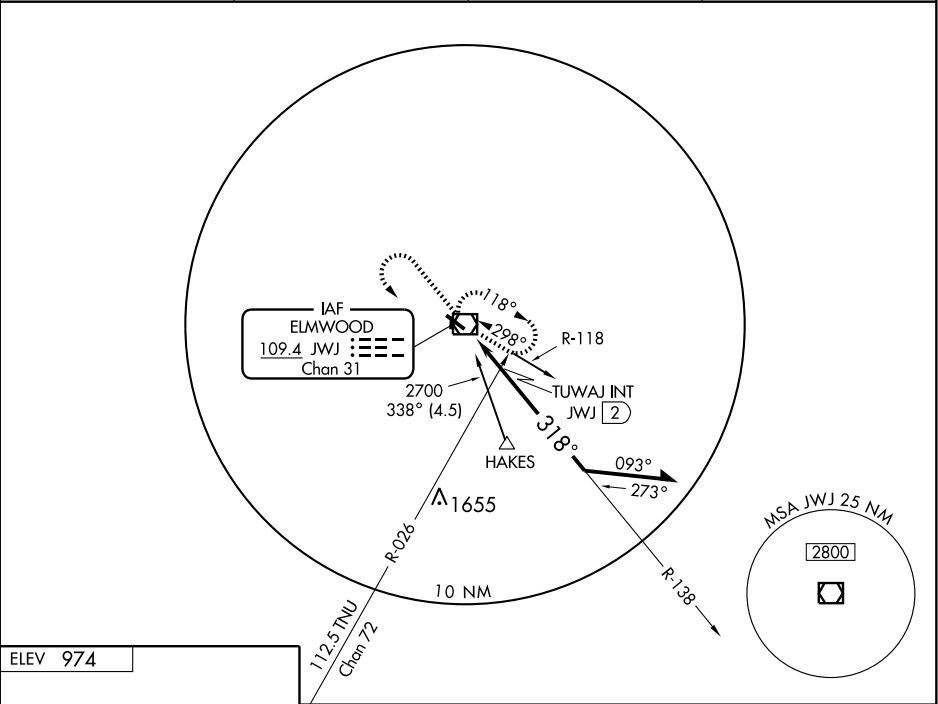 118°
298°
R-118
IAF
ELMWOOD
109.4 JWJ
Chan 31
2700
338° (4.5)
TUWAJ INT
JWJ 2
318°
HAKES
093°
273°
1655
R-026
R-138
10 NM
112.5 TNU
Chan 72
MSA JWJ 25 NM
2800
ELEV 974